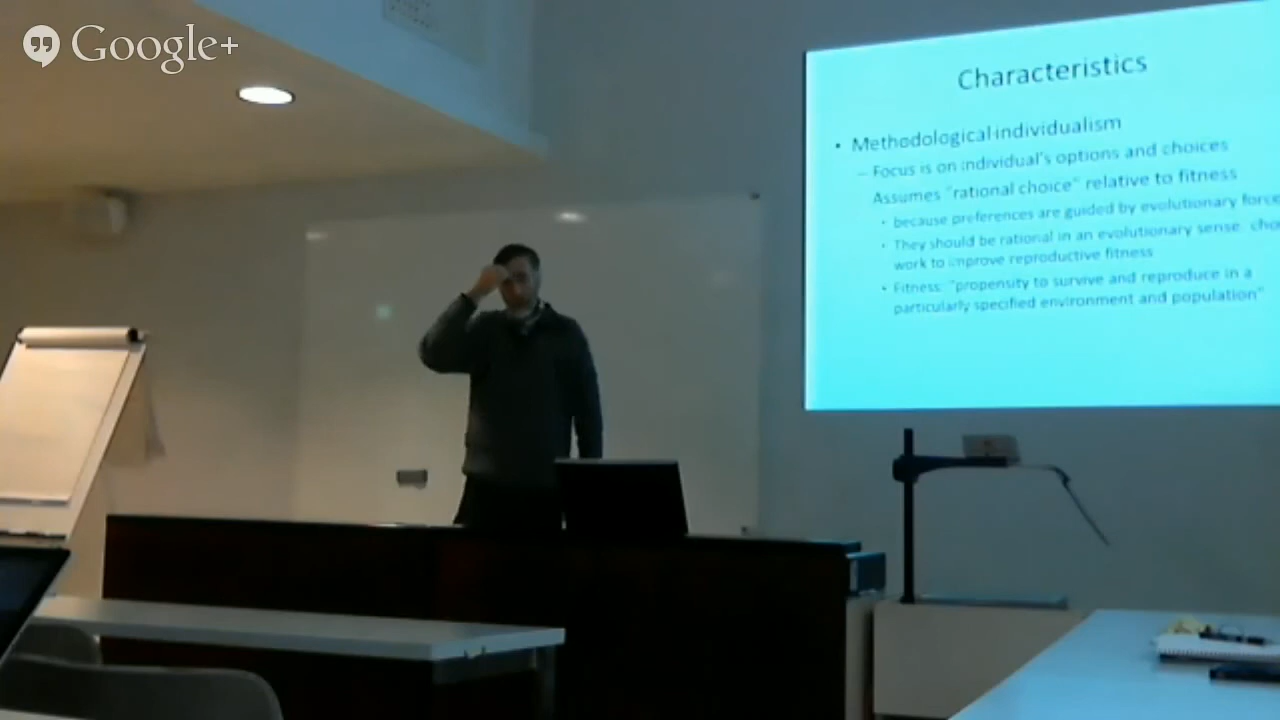 Google+
Characteristics
• Methodological individualism
– Focus is on individual's options and choices
Assumes "rational choice" relative to fitness
• because preferences are guided by evolutionary force
• They should be rational in an evolutionary sense: cho
work to improve reproductive fitness
• Fitness: "propensity to survive and reproduce in a
particularly specified environment and population"